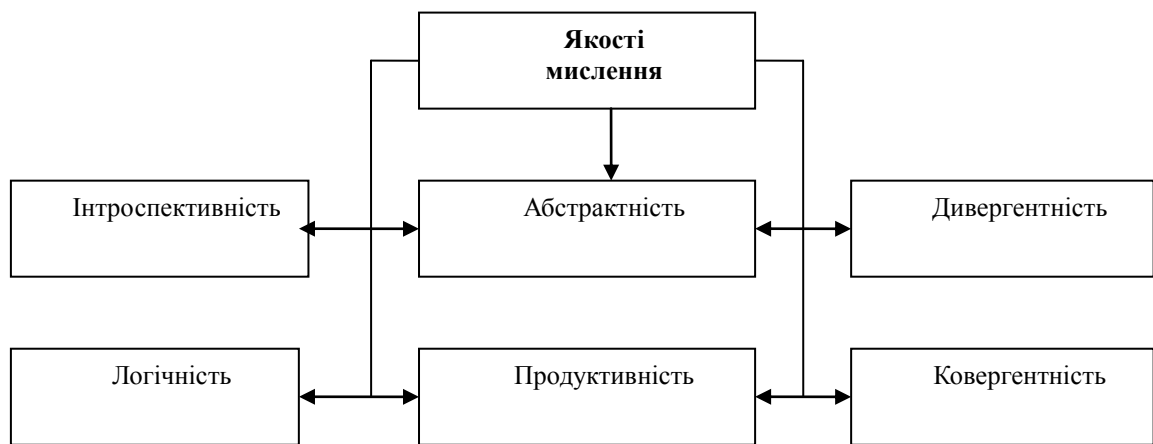 Якості
мислення
Інтроспективність
Абстрактність
Дивергентність
Логічність
Продуктивність
Ковергентність